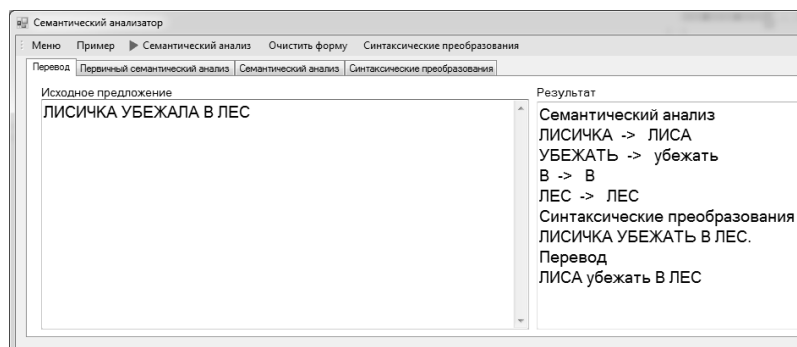 Семантический анализатор
Меню Пример Семантический анализ Очистить форму Синтаксические преобразования
Перевод Первичный семантический анализ Семантический анализ Синтаксические преобразования
Исходное предложение
ЛИСИЧКА УБЕЖАЛА В ЛЕС
Результат
Семантический анализ
ЛИСИЧКА -> ЛИСА
УБЕЖАТЬ -> убежать
В -> В
ЛЕС -> ЛЕС
Синтаксические преобразования
ЛИСИЧКА УБЕЖАТЬ В ЛЕС.
Перевод
ЛИСА убежать В ЛЕС